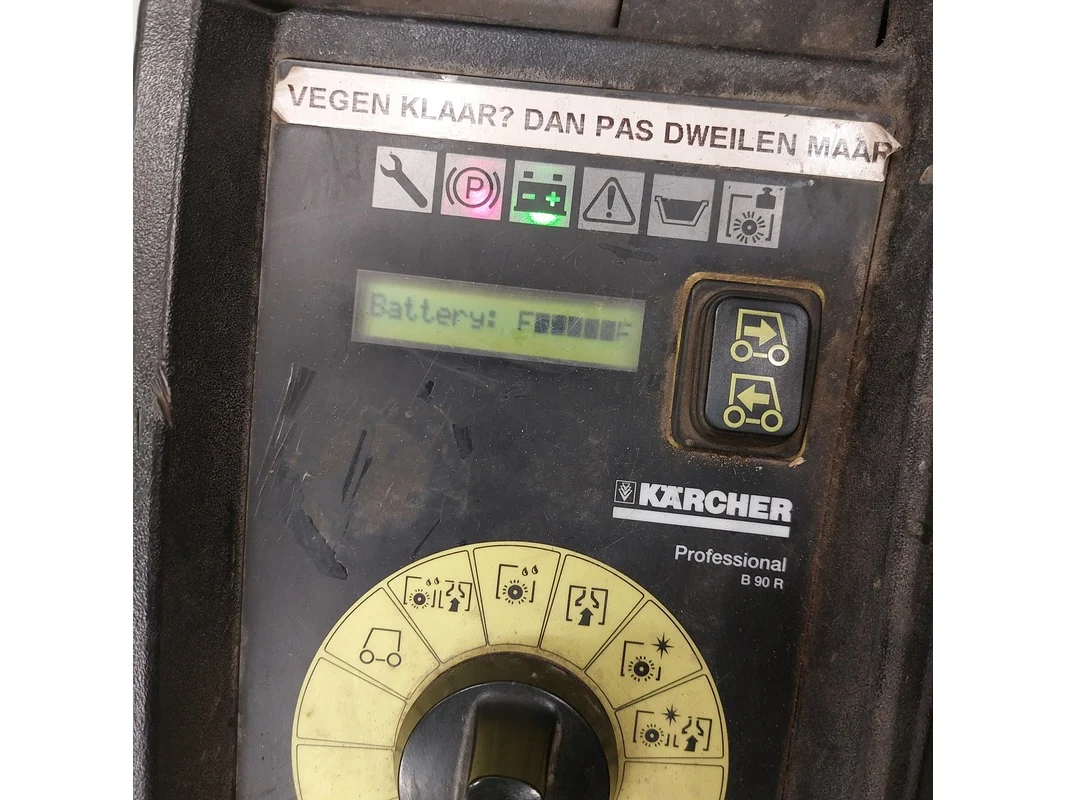 VEGEN KLAAR? DAN PAS DWEILEN MAAR
P
Battery: F■■■■■■F
KÄRCHER
Professional
B 90 R